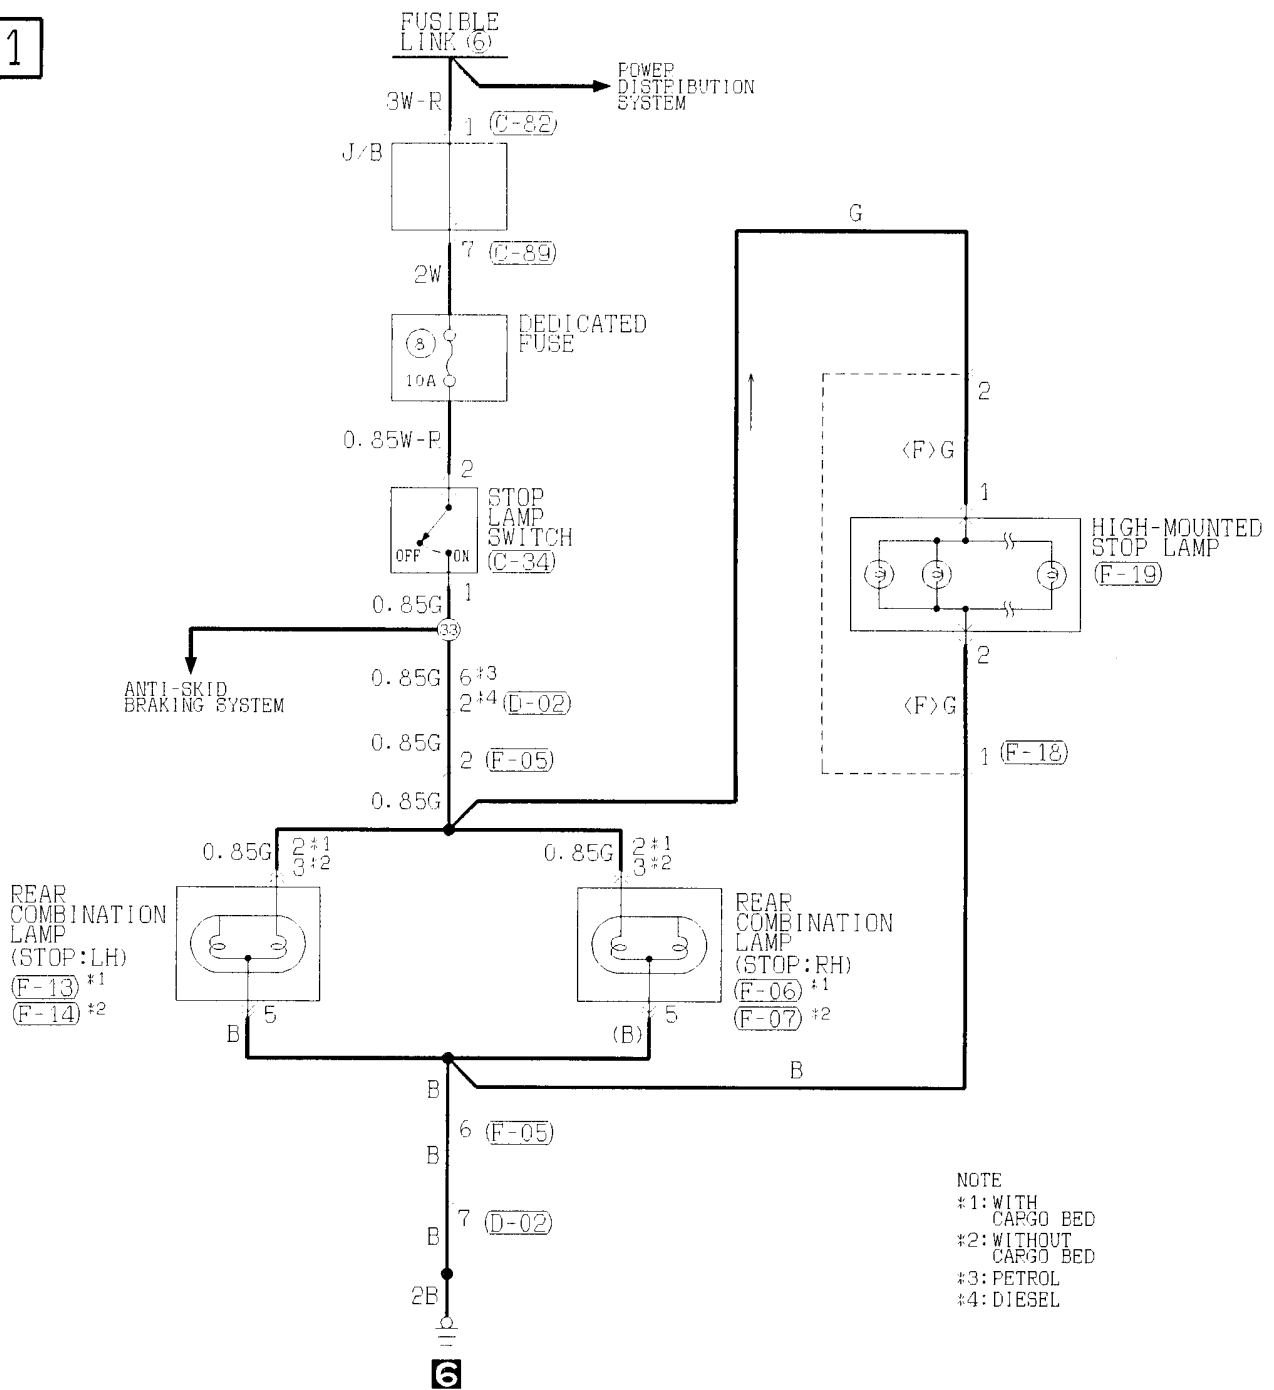 1
FUSIBLE
LINK ⑥
POWER
DISTRIBUTION
SYSTEM
3W-R
1 C-82
J/B
7 C-89
2W
DEDICATED
FUSE
8
10A
0.85W-R
2
STOP
LAMP
SWITCH
C-34
OFF ON
1
0.85G
33
ANTI-SKID
BRAKING SYSTEM
0.85G 6*3
2*4 D-02
0.85G
2 F-05
0.85G
G
2
<F>G
1
HIGH-MOUNTED
STOP LAMP
F-19
2
<F>G
1 F-18
0.85G 2*1
3*2
0.85G 2*1
3*2
REAR
COMBINATION
LAMP
(STOP:LH)
F-13 *1
F-14 *2
5
B
REAR
COMBINATION
LAMP
(STOP:RH)
F-06 *1
F-07 *2
5
(B)
B
B
6 F-05
B
7 D-02
B
2B
6
NOTE
*1:WITH
CARGO BED
*2:WITHOUT
CARGO BED
*3:PETROL
*4:DIESEL